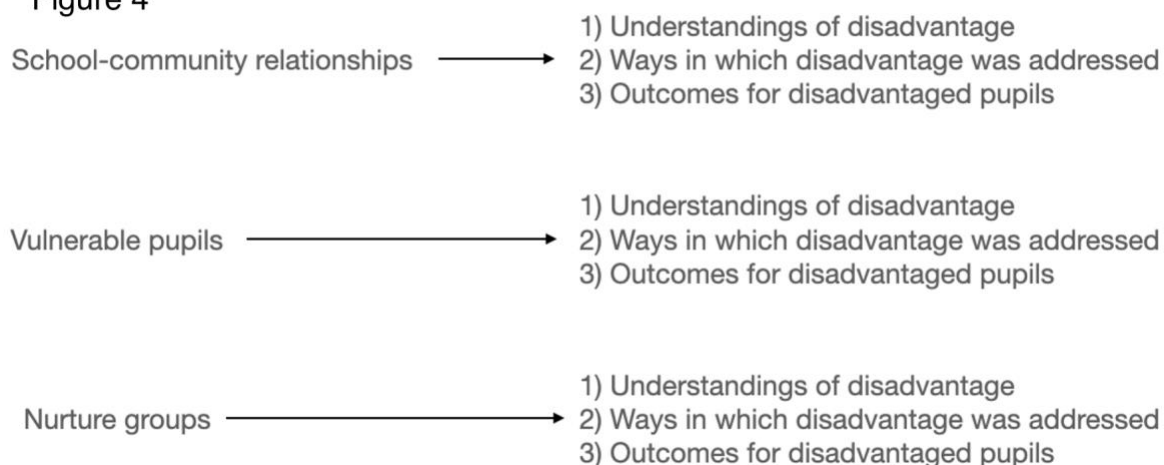 Figure 4
1) Understandings of disadvantage
School-community relationships 2) Ways in which disadvantage was addressed
3) Outcomes for disadvantaged pupils
1) Understandings of disadvantage
Vulnerable pupils 2) Ways in which disadvantage was addressed
3) Outcomes for disadvantaged pupils
1) Understandings of disadvantage
Nurture groups 2) Ways in which disadvantage was addressed
3) Outcomes for disadvantaged pupils